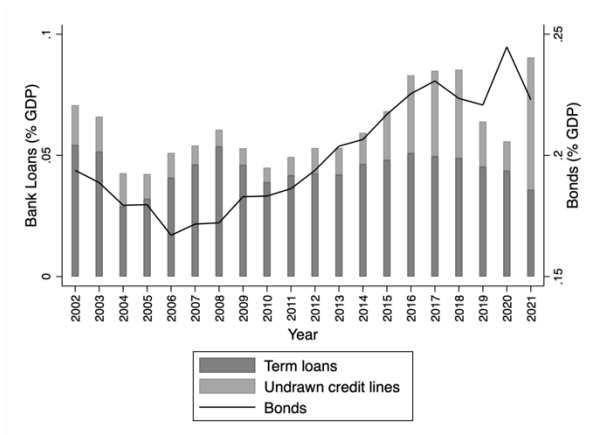 .1
.05
0
Bank Loans (% GDP)
.25
.2
.15
Bonds (% GDP)
2002 2003 2004 2005 2006 2007 2008 2009 2010 2011 2012 2013 2014 2015 2016 2017 2018 2019 2020 2021
Year
Term loans
Undrawn credit lines
Bonds